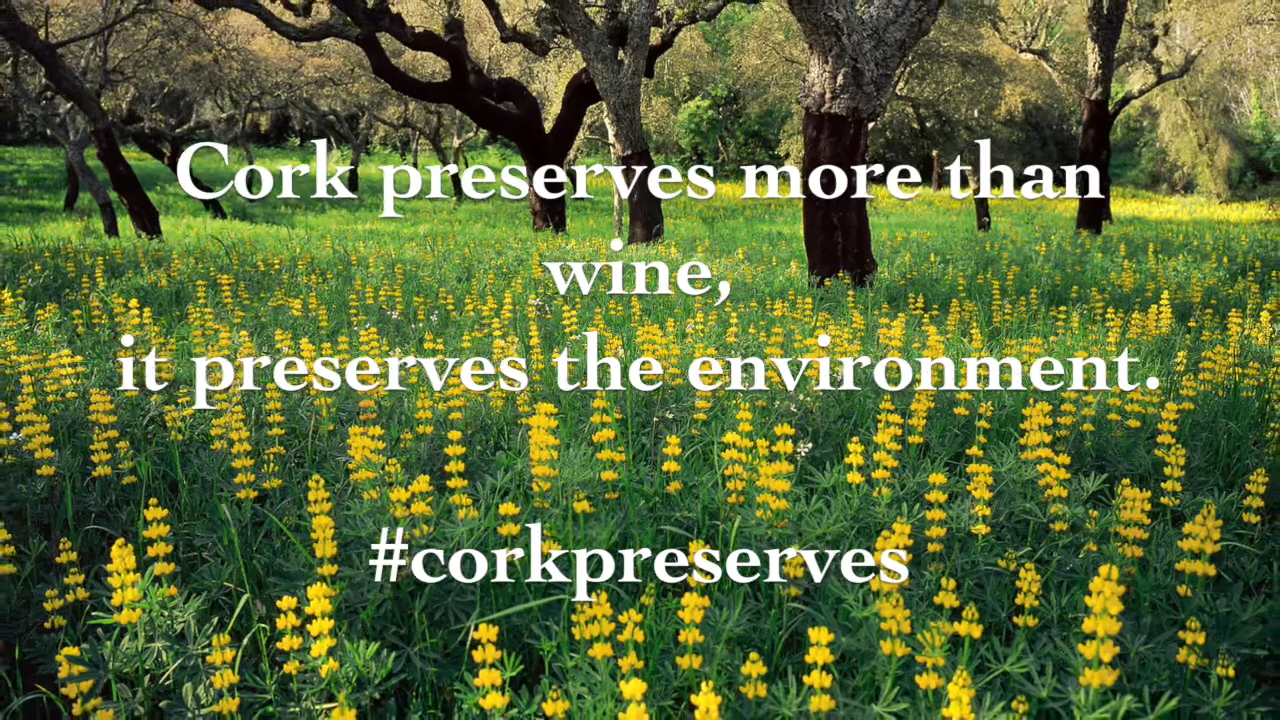 Cork preserves more than
wine,
it preserves the environment.
#corkpreserves